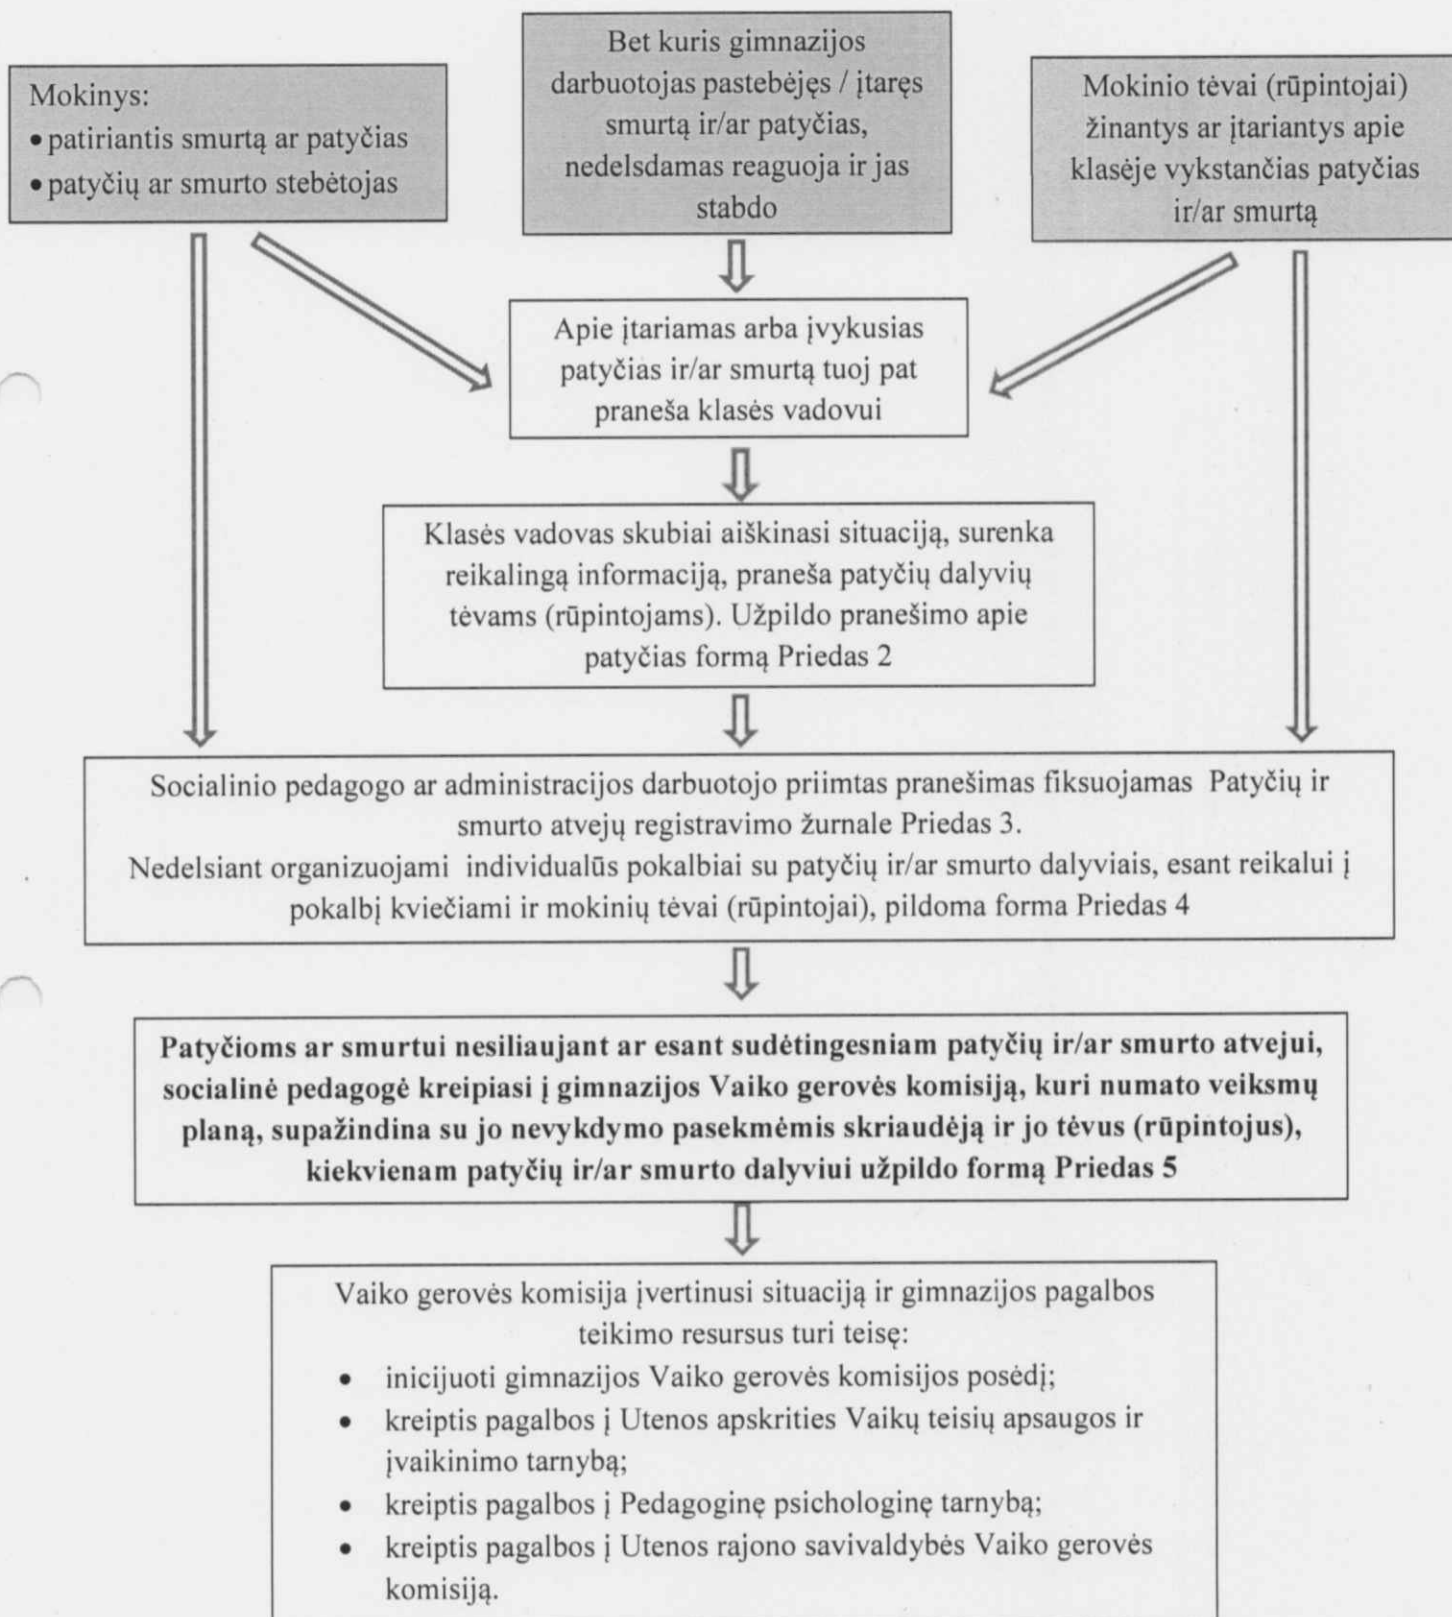 Mokinys:
• patiriantis smurtą ar patyčias
• patyčių ar smurto stebėtojas
Bet kuris gimnazijos
darbuotojas pastebėjęs / įtaręs
smurtą ir/ar patyčias,
nedelsdamas reaguoja ir jas
stabdo
Mokinio tėvai (rūpintojai)
žinantys ar įtariantys apie
klasėje vykstančias patyčias
ir/ar smurtą
Apie įtariamas arba įvykusias
patyčias ir/ar smurtą tuoj pat
praneša klasės vadovui
Klasės vadovas skubiai aiškinasi situaciją, surenka
reikalingą informaciją, praneša patyčių dalyvių
tėvams (rūpintojams). Užpildo pranešimo apie
patyčias formą Priedas 2
Socialinio pedagogo ar administracijos darbuotojo priimtas pranešimas fiksuojamas Patyčių ir
smurto atvejų registravimo žurnale Priedas 3.
Nedelsiant organizuojami individualūs pokalbiai su patyčių ir/ar smurto dalyviais, esant reikalui į
pokalbį kviečiami ir mokinių tėvai (rūpintojai), pildoma forma Priedas 4
Patyčioms ar smurtui nesiliaujant ar esant sudėtingesniam patyčių ir/ar smurto atvejui,
socialinė pedagogė kreipiasi į gimnazijos Vaiko gerovės komisiją, kuri numato veiksmų
planą, supažindina su jo nevykdymo pasekmėmis skriaudėją ir jo tėvus (rūpintojus),
kiekvienam patyčių ir/ar smurto dalyviui užpildo formą Priedas 5
Vaiko gerovės komisija įvertinusi situaciją ir gimnazijos pagalbos
teikimo resursus turi teisę:
• inicijuoti gimnazijos Vaiko gerovės komisijos posėdį;
• kreiptis pagalbos į Utenos apskrities Vaikų teisių apsaugos ir
įvaikinimo tarnybą;
• kreiptis pagalbos į Pedagoginę psichologinę tarnybą;
• kreiptis pagalbos į Utenos rajono savivaldybės Vaiko gerovės
komisiją.